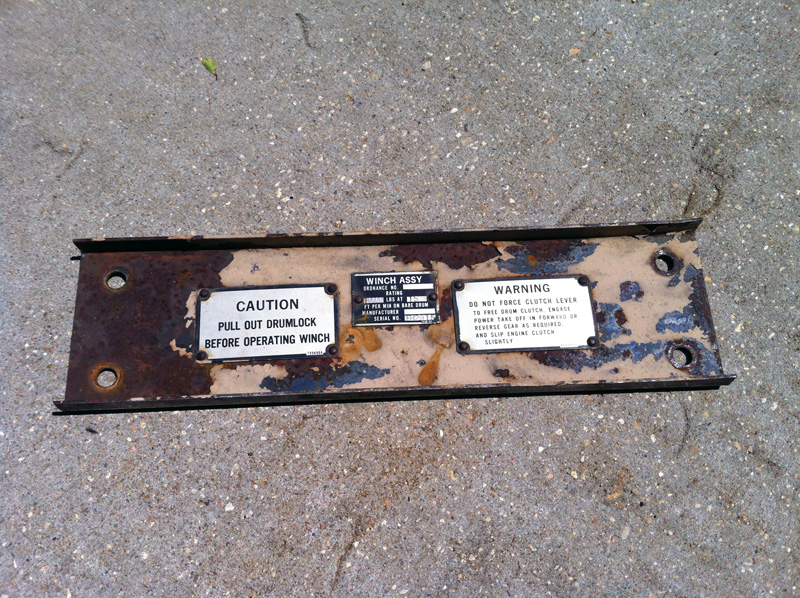 CAUTION
PULL OUT DRUMLOCK
BEFORE OPERATING WINCH
WINCH ASSY
ORDNANCE NO.
RATING
LBS AT
FT PER MIN ON BARE DRUM
MANUFACTURER
SERIAL NO.
WARNING
DO NOT FORCE CLUTCH LEVER
TO FREE DRUM CLUTCH, ENGAGE
POWER TAKE OFF IN FORWARD OR
REVERSE GEAR AS REQUIRED,
AND SLIP ENGINE CLUTCH
SLIGHTLY